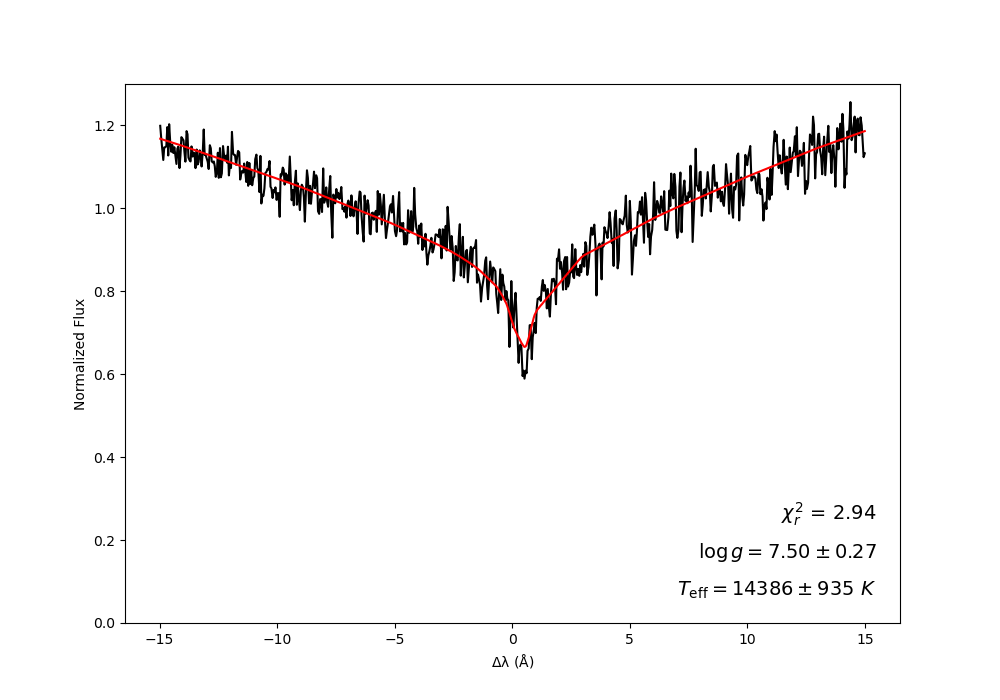 1.2
1.0
0.8
0.6
0.4
0.2
0.0
Normalized Flux
χ²ᵣ = 2.94
log g = 7.50 ± 0.27
T_eff = 14386 ± 935 K
−15 −10 −5 0 5 10 15
Δλ (Å)